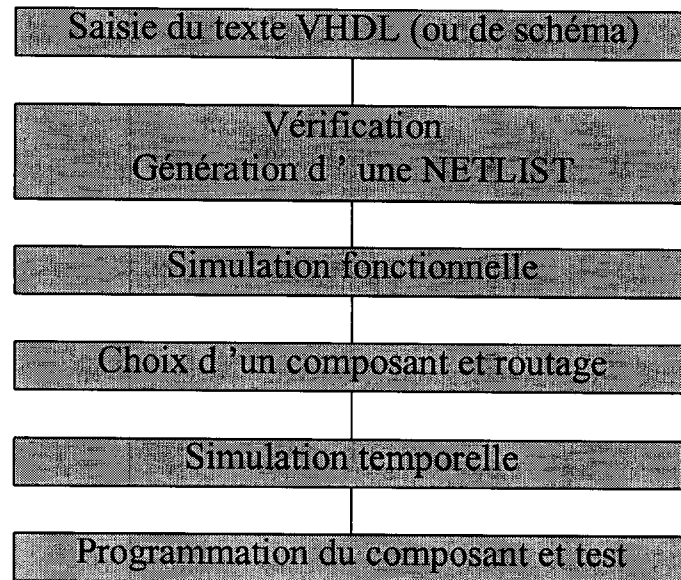 Saisie du texte VHDL (ou de schéma)
Vérification
Génération d ’ une NETLIST
Simulation fonctionnelle
Choix d ’un composant et routage
Simulation temporelle
Programmation du composant et test